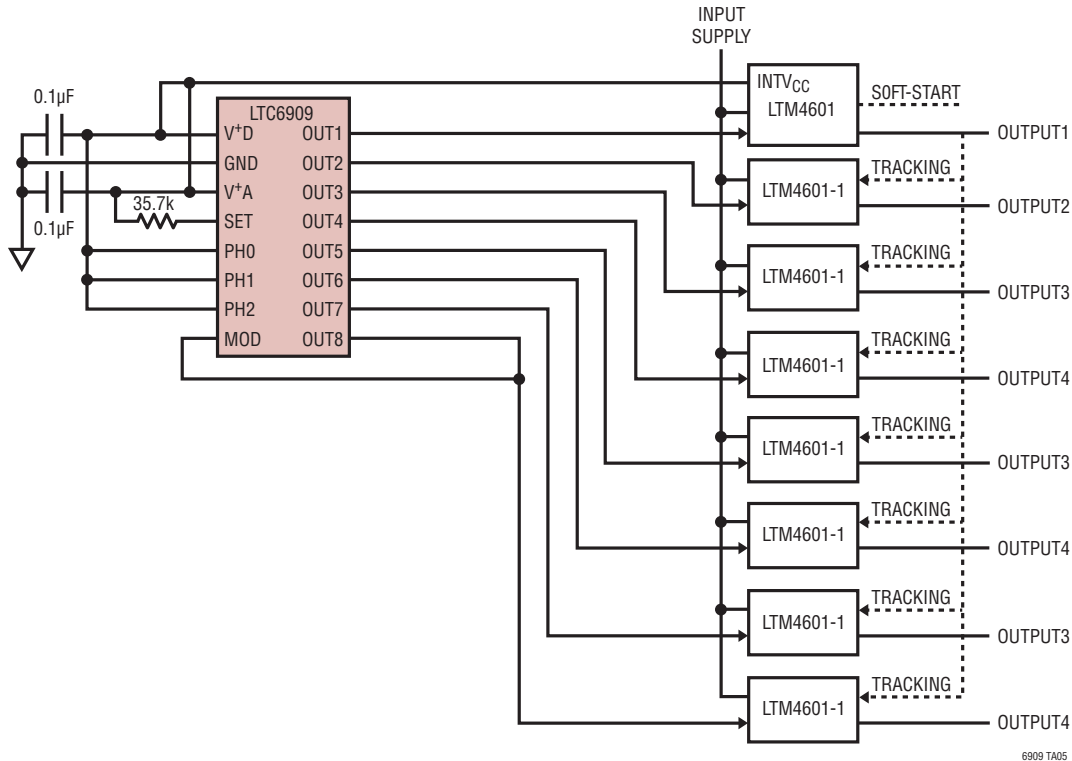 INPUT
SUPPLY
INTVCC
LTM4601
SOFT-START
OUTPUT1
0.1µF
0.1µF
35.7k
LTC6909
V+D OUT1
GND OUT2
V+A OUT3
SET OUT4
PH0 OUT5
PH1 OUT6
PH2 OUT7
MOD OUT8
TRACKING
LTM4601-1
OUTPUT2
TRACKING
LTM4601-1
OUTPUT3
TRACKING
LTM4601-1
OUTPUT4
TRACKING
LTM4601-1
OUTPUT3
TRACKING
LTM4601-1
OUTPUT4
TRACKING
LTM4601-1
OUTPUT3
TRACKING
LTM4601-1
OUTPUT4
6909 TA05